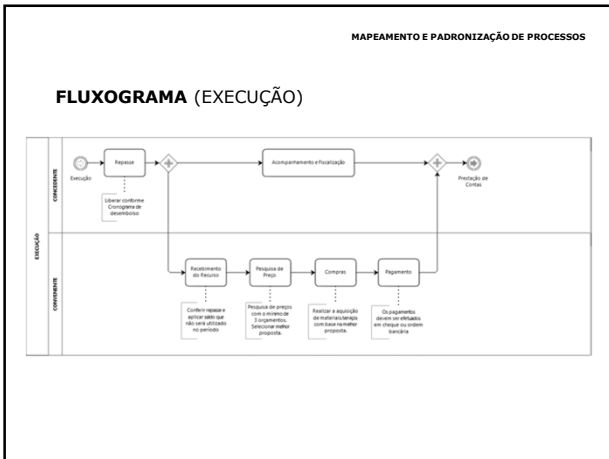 MAPEAMENTO E PADRONIZAÇÃO DE PROCESSOS
FLUXOGRAMA (EXECUÇÃO)
EXECUÇÃO
CONCEDENTE
Execução
Repasse
Liberar conforme
Cronograma de
desembolso
Acompanhamento e Fiscalização
Prestação de
Contas
CONVENENTE
Recebimento
do Recurso
Pesquisa de
Preço
Compras
Pagamento
Conferir repasse e
aplicar saldo que
não será utilizado
no período
Pesquisa de preços
com o mínimo de
3 orçamentos.
Selecionar melhor
proposta.
Realizar a aquisição
de materiais/serviços
com base na melhor
proposta.
Os pagamentos
devem ser efetuados
em cheque ou ordem
bancária